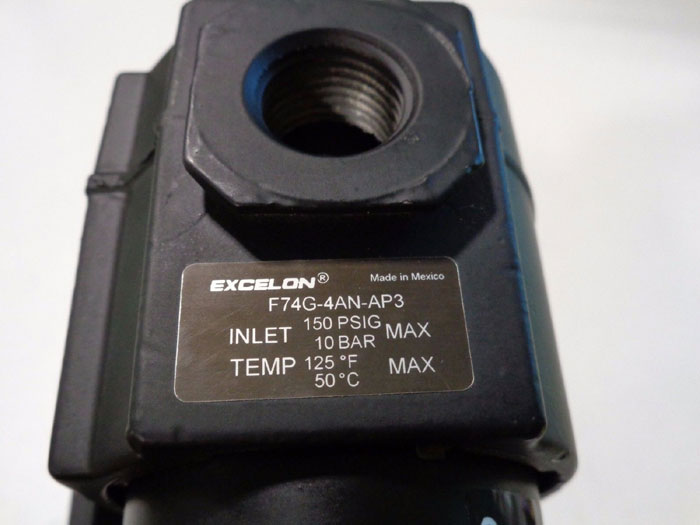 EXCELON® Made in Mexico
F74G-4AN-AP3
INLET 150 PSIG MAX
10 BAR
TEMP 125 °F MAX
50 °C